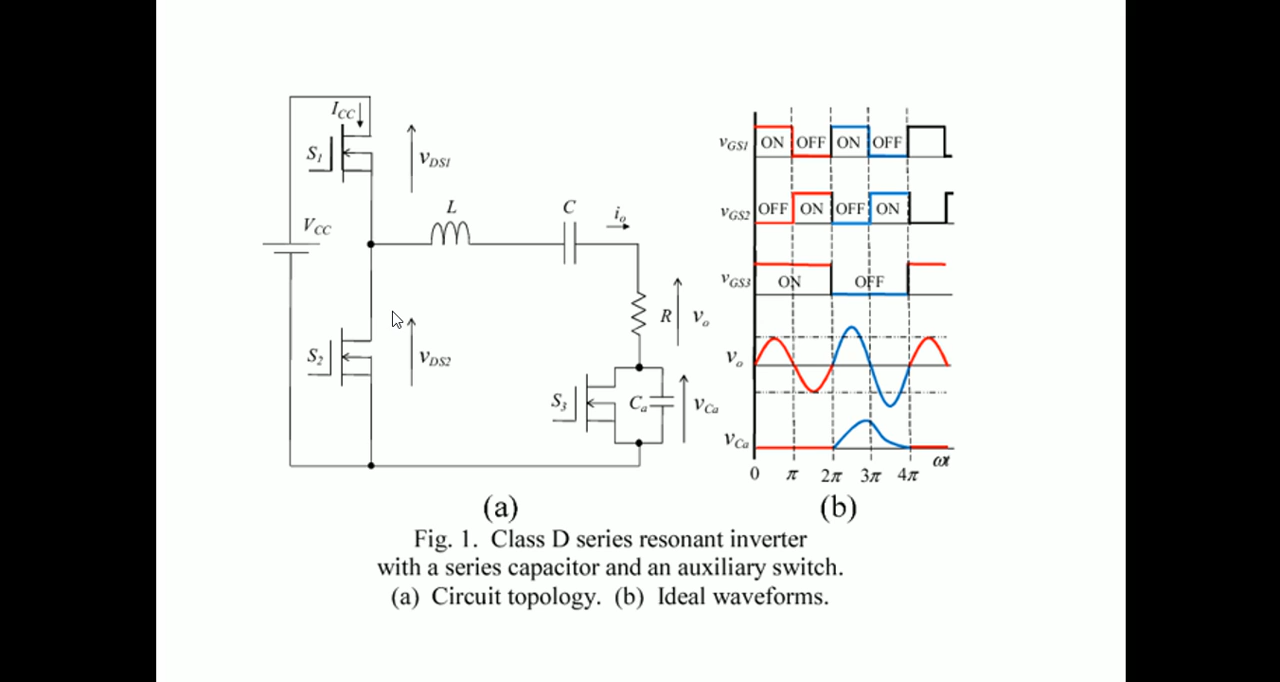 I_CC
S_1
v_DS1
V_CC
L
C
i_o
R
v_o
S_2
v_DS2
S_3
C_a
v_Ca
(a)
v_GS1 ON OFF ON OFF
v_GS2 OFF ON OFF ON
v_GS3 ON OFF
v_o
v_Ca
0 π 2π 3π 4π ωt
(b)
Fig. 1. Class D series resonant inverter
with a series capacitor and an auxiliary switch.
(a) Circuit topology. (b) Ideal waveforms.